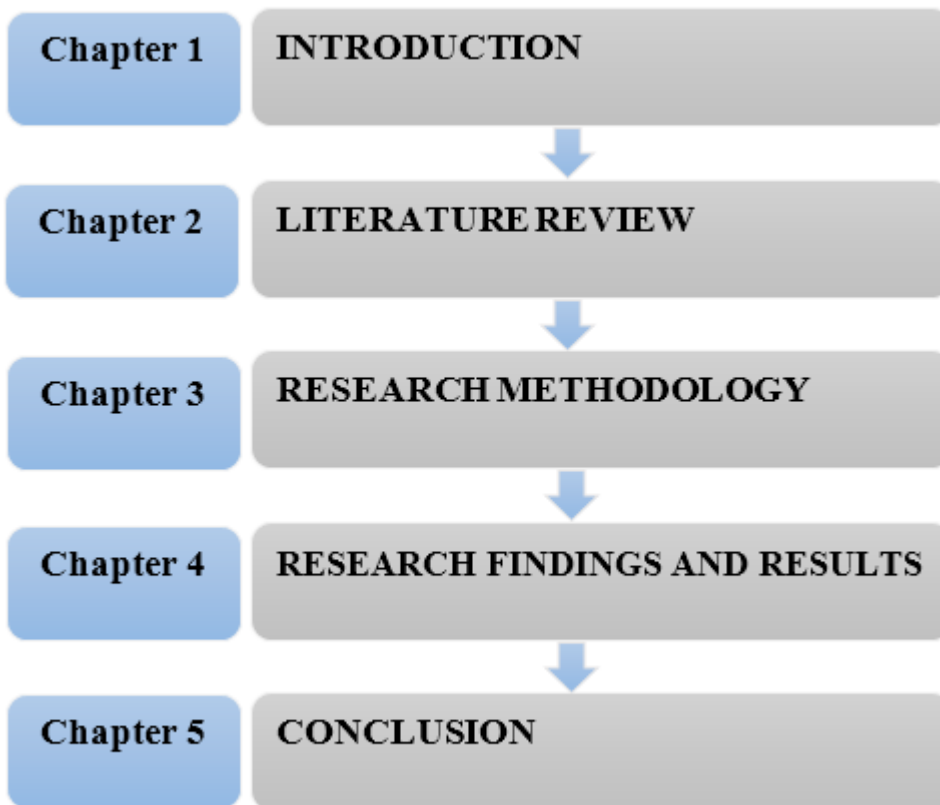 Chapter 1 INTRODUCTION
Chapter 2 LITERATURE REVIEW
Chapter 3 RESEARCH METHODOLOGY
Chapter 4 RESEARCH FINDINGS AND RESULTS
Chapter 5 CONCLUSION